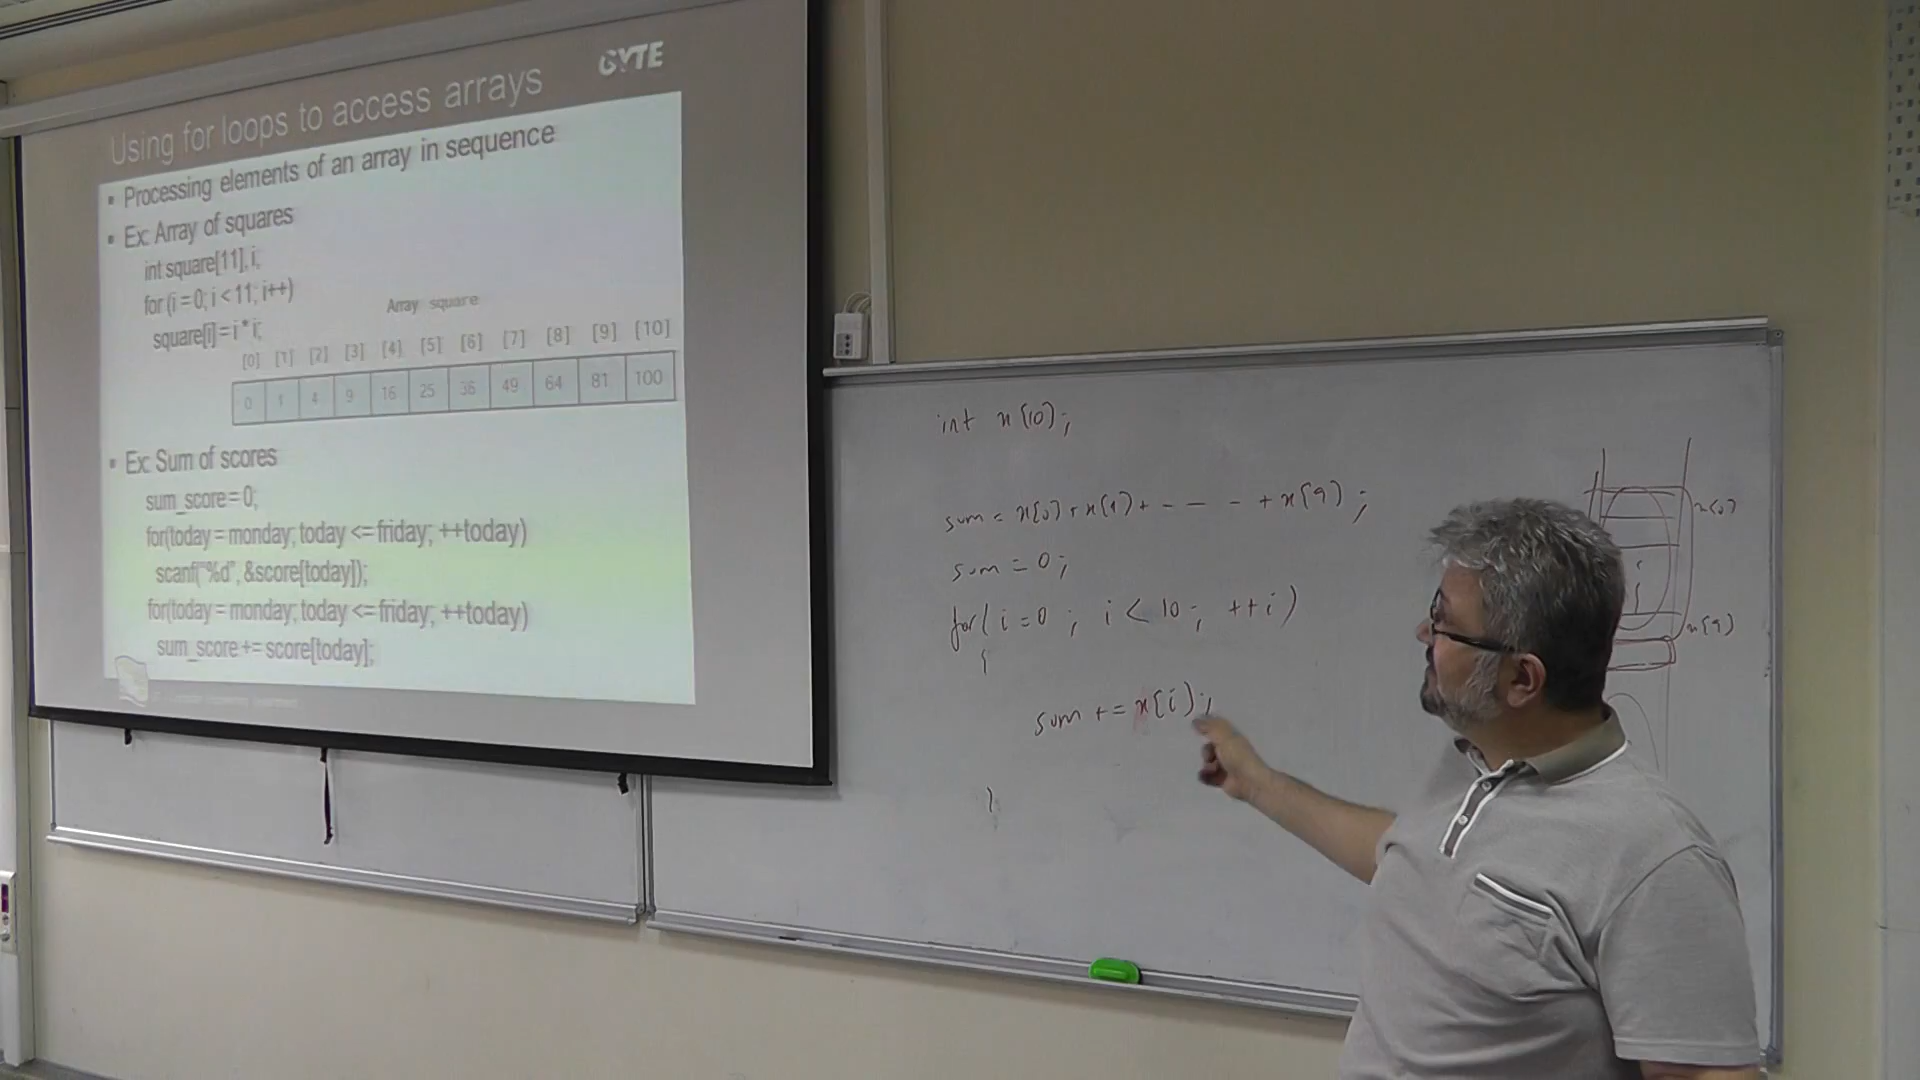 GYTE
Using for loops to access arrays
▪ Processing elements of an array in sequence
▪ Ex: Array of squares
int square[11], i;
for (i = 0; i < 11; i++)
square[i] = i * i;
Array square
[0] [1] [2] [3] [4] [5] [6] [7] [8] [9] [10]
0 1 4 9 16 25 36 49 64 81 100
▪ Ex: Sum of scores
sum_score = 0;
for(today = monday; today <= friday; ++today)
scanf("%d", &score[today]);
for(today = monday; today <= friday; ++today)
sum_score += score[today];
int x[10];
sum = x[0] + x[1] + - - - + x[9];
sum = 0;
for( i = 0 ; i < 10 ; ++i )
{
sum += x[i];
}
x[0]
x[9]